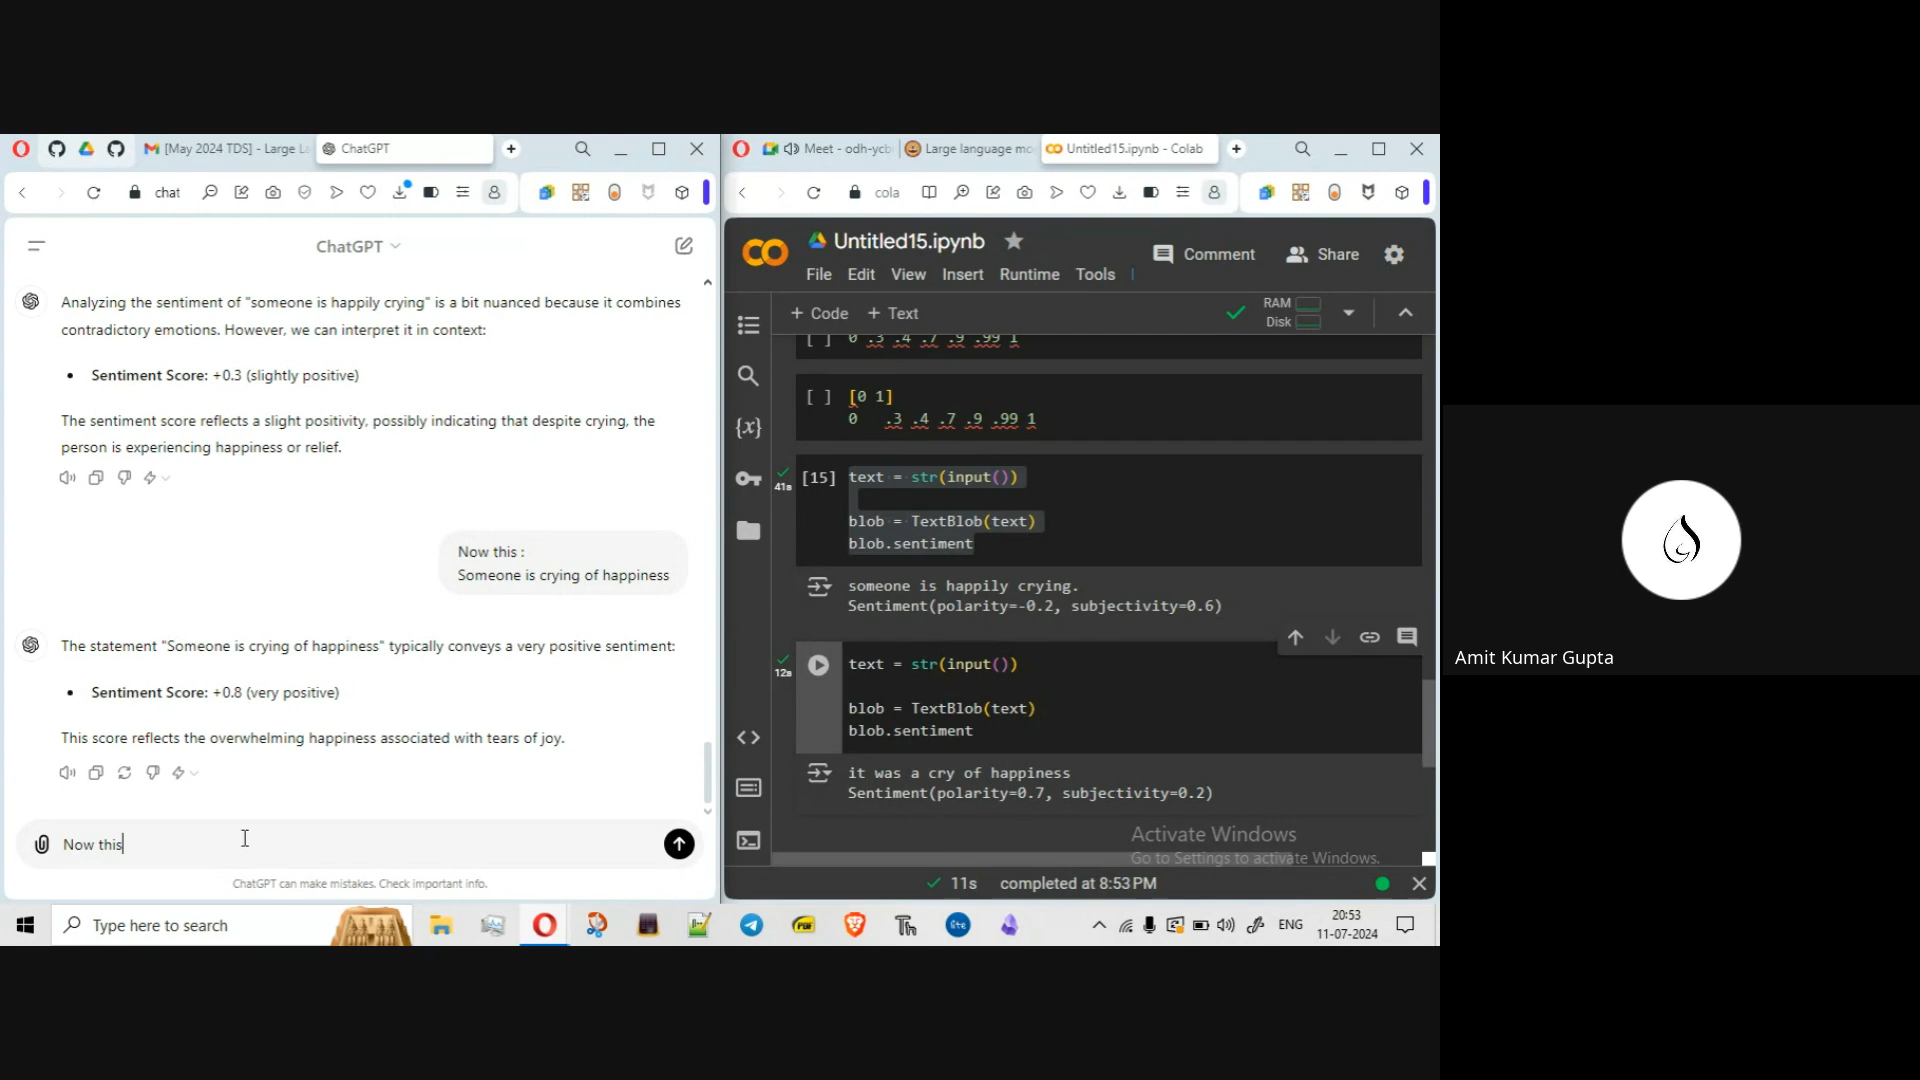 [May 2024 TDS] - Large La
ChatGPT
Meet - odh-ycb
Large language mo
Untitled15.ipynb - Colab
chat
cola
ChatGPT
Analyzing the sentiment of "someone is happily crying" is a bit nuanced because it combines
contradictory emotions. However, we can interpret it in context:
Sentiment Score: +0.3 (slightly positive)
The sentiment score reflects a slight positivity, possibly indicating that despite crying, the
person is experiencing happiness or relief.
Now this :
Someone is crying of happiness
The statement "Someone is crying of happiness" typically conveys a very positive sentiment:
Sentiment Score: +0.8 (very positive)
This score reflects the overwhelming happiness associated with tears of joy.
Now this
ChatGPT can make mistakes. Check important info.
Untitled15.ipynb
Comment
Share
File Edit View Insert Runtime Tools
+ Code + Text
RAM
Disk
[ ] 0 .3 .4 .7 .9 .99 1
[ ] [0 1]
0 .3 .4 .7 .9 .99 1
41s
[15] text = str(input())
blob = TextBlob(text)
blob.sentiment
someone is happily crying.
Sentiment(polarity=-0.2, subjectivity=0.6)
12s
text = str(input())
blob = TextBlob(text)
blob.sentiment
it was a cry of happiness
Sentiment(polarity=0.7, subjectivity=0.2)
Activate Windows
Go to Settings to activate Windows.
11s completed at 8:53 PM
Type here to search
ENG
20:53
11-07-2024
Amit Kumar Gupta